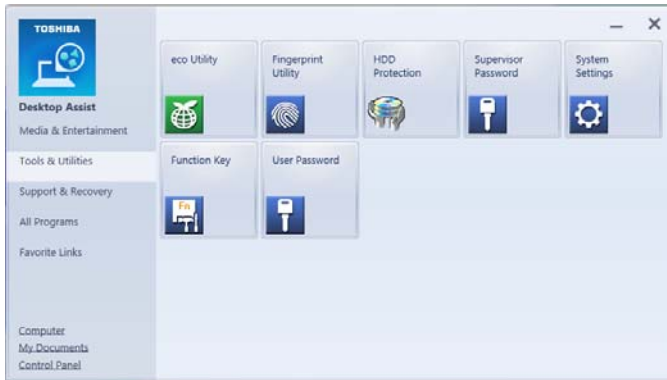 TOSHIBA
Desktop Assist
Media & Entertainment
Tools & Utilities
Support & Recovery
All Programs
Favorite Links
Computer
My Documents
Control Panel
eco Utility
Fingerprint
Utility
HDD
Protection
Supervisor
Password
System
Settings
Function Key
Fn
User Password